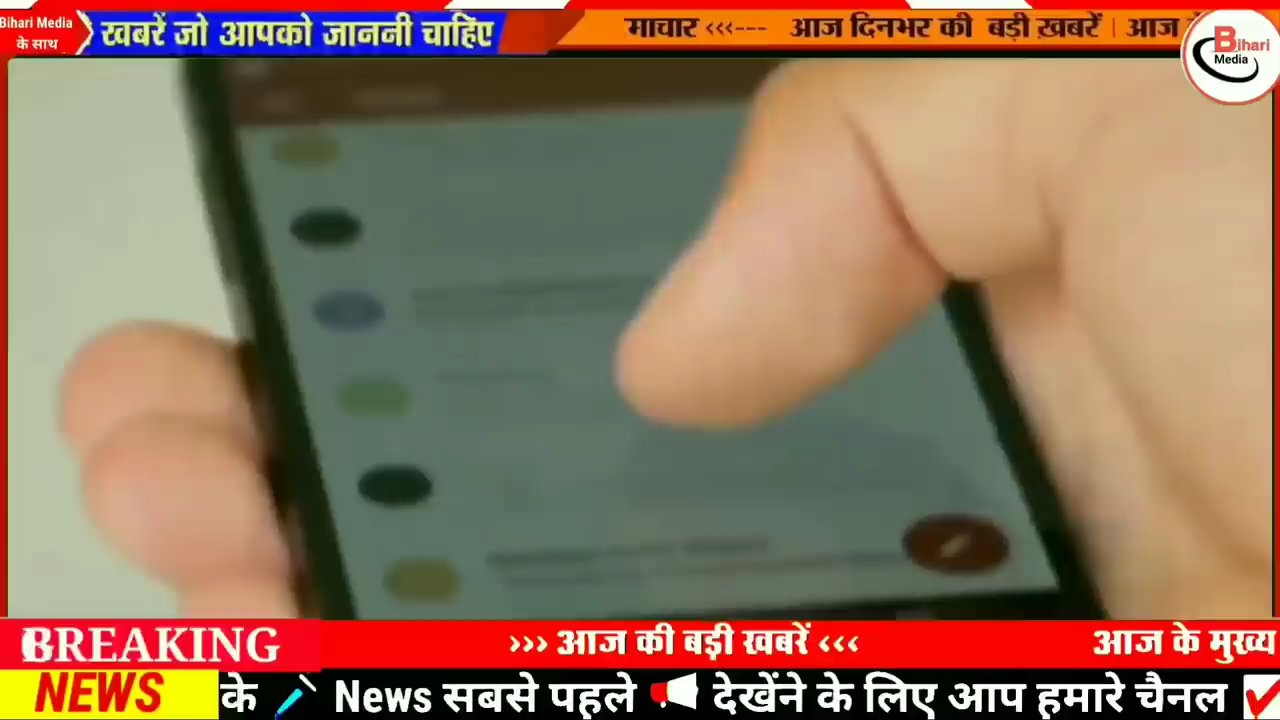 Bihari Media
के साथ
खबरें जो आपको जाननी चाहिए
माचार <<<--- आज दिनभर की बड़ी ख़बरें | आज
Bihari
Media
BREAKING
>>> आज की बड़ी खबरें <<< आज के मुख्य
NEWS
के News सबसे पहले देखेंने के लिए आप हमारे चैनल